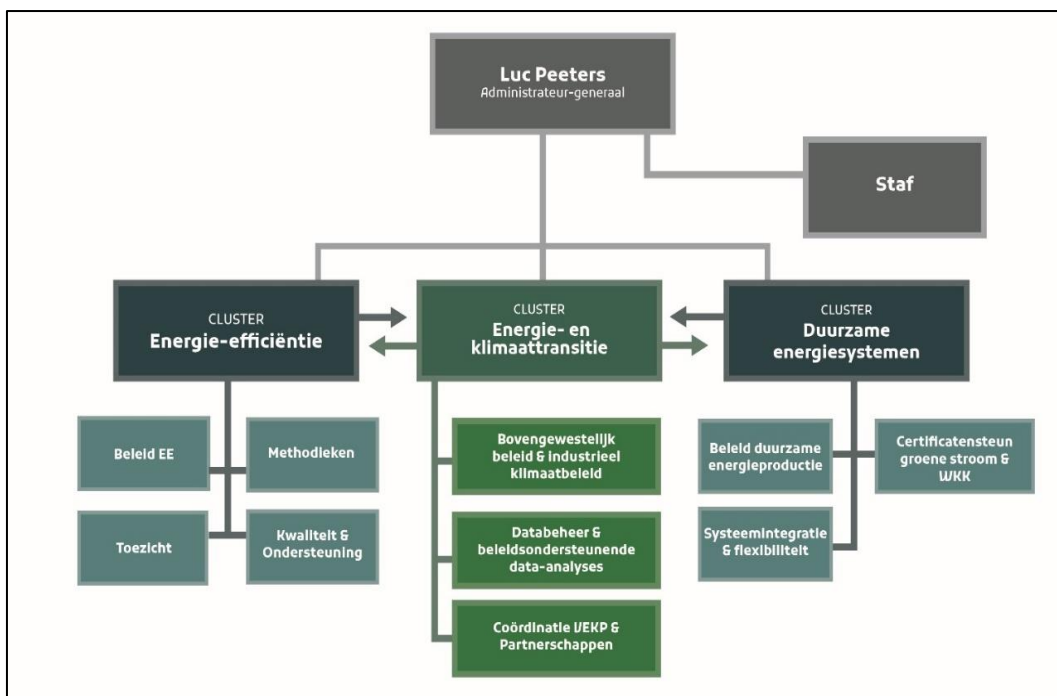 Luc Peeters
Administrateur-generaal
Staf
CLUSTER
Energie-efficiëntie
CLUSTER
Energie- en
klimaattransitie
CLUSTER
Duurzame
energiesystemen
Beleid EE
Methodieken
Toezicht
Kwaliteit &
Ondersteuning
Bovengewestelijk
beleid & industrieel
klimaatbeleid
Databeheer &
beleidsondersteunende
data-analyses
Coördinatie VEKP &
Partnerschappen
Beleid duurzame
energieproductie
Certificatensteun
groene stroom &
WKK
Systeemintegratie
& flexibiliteit